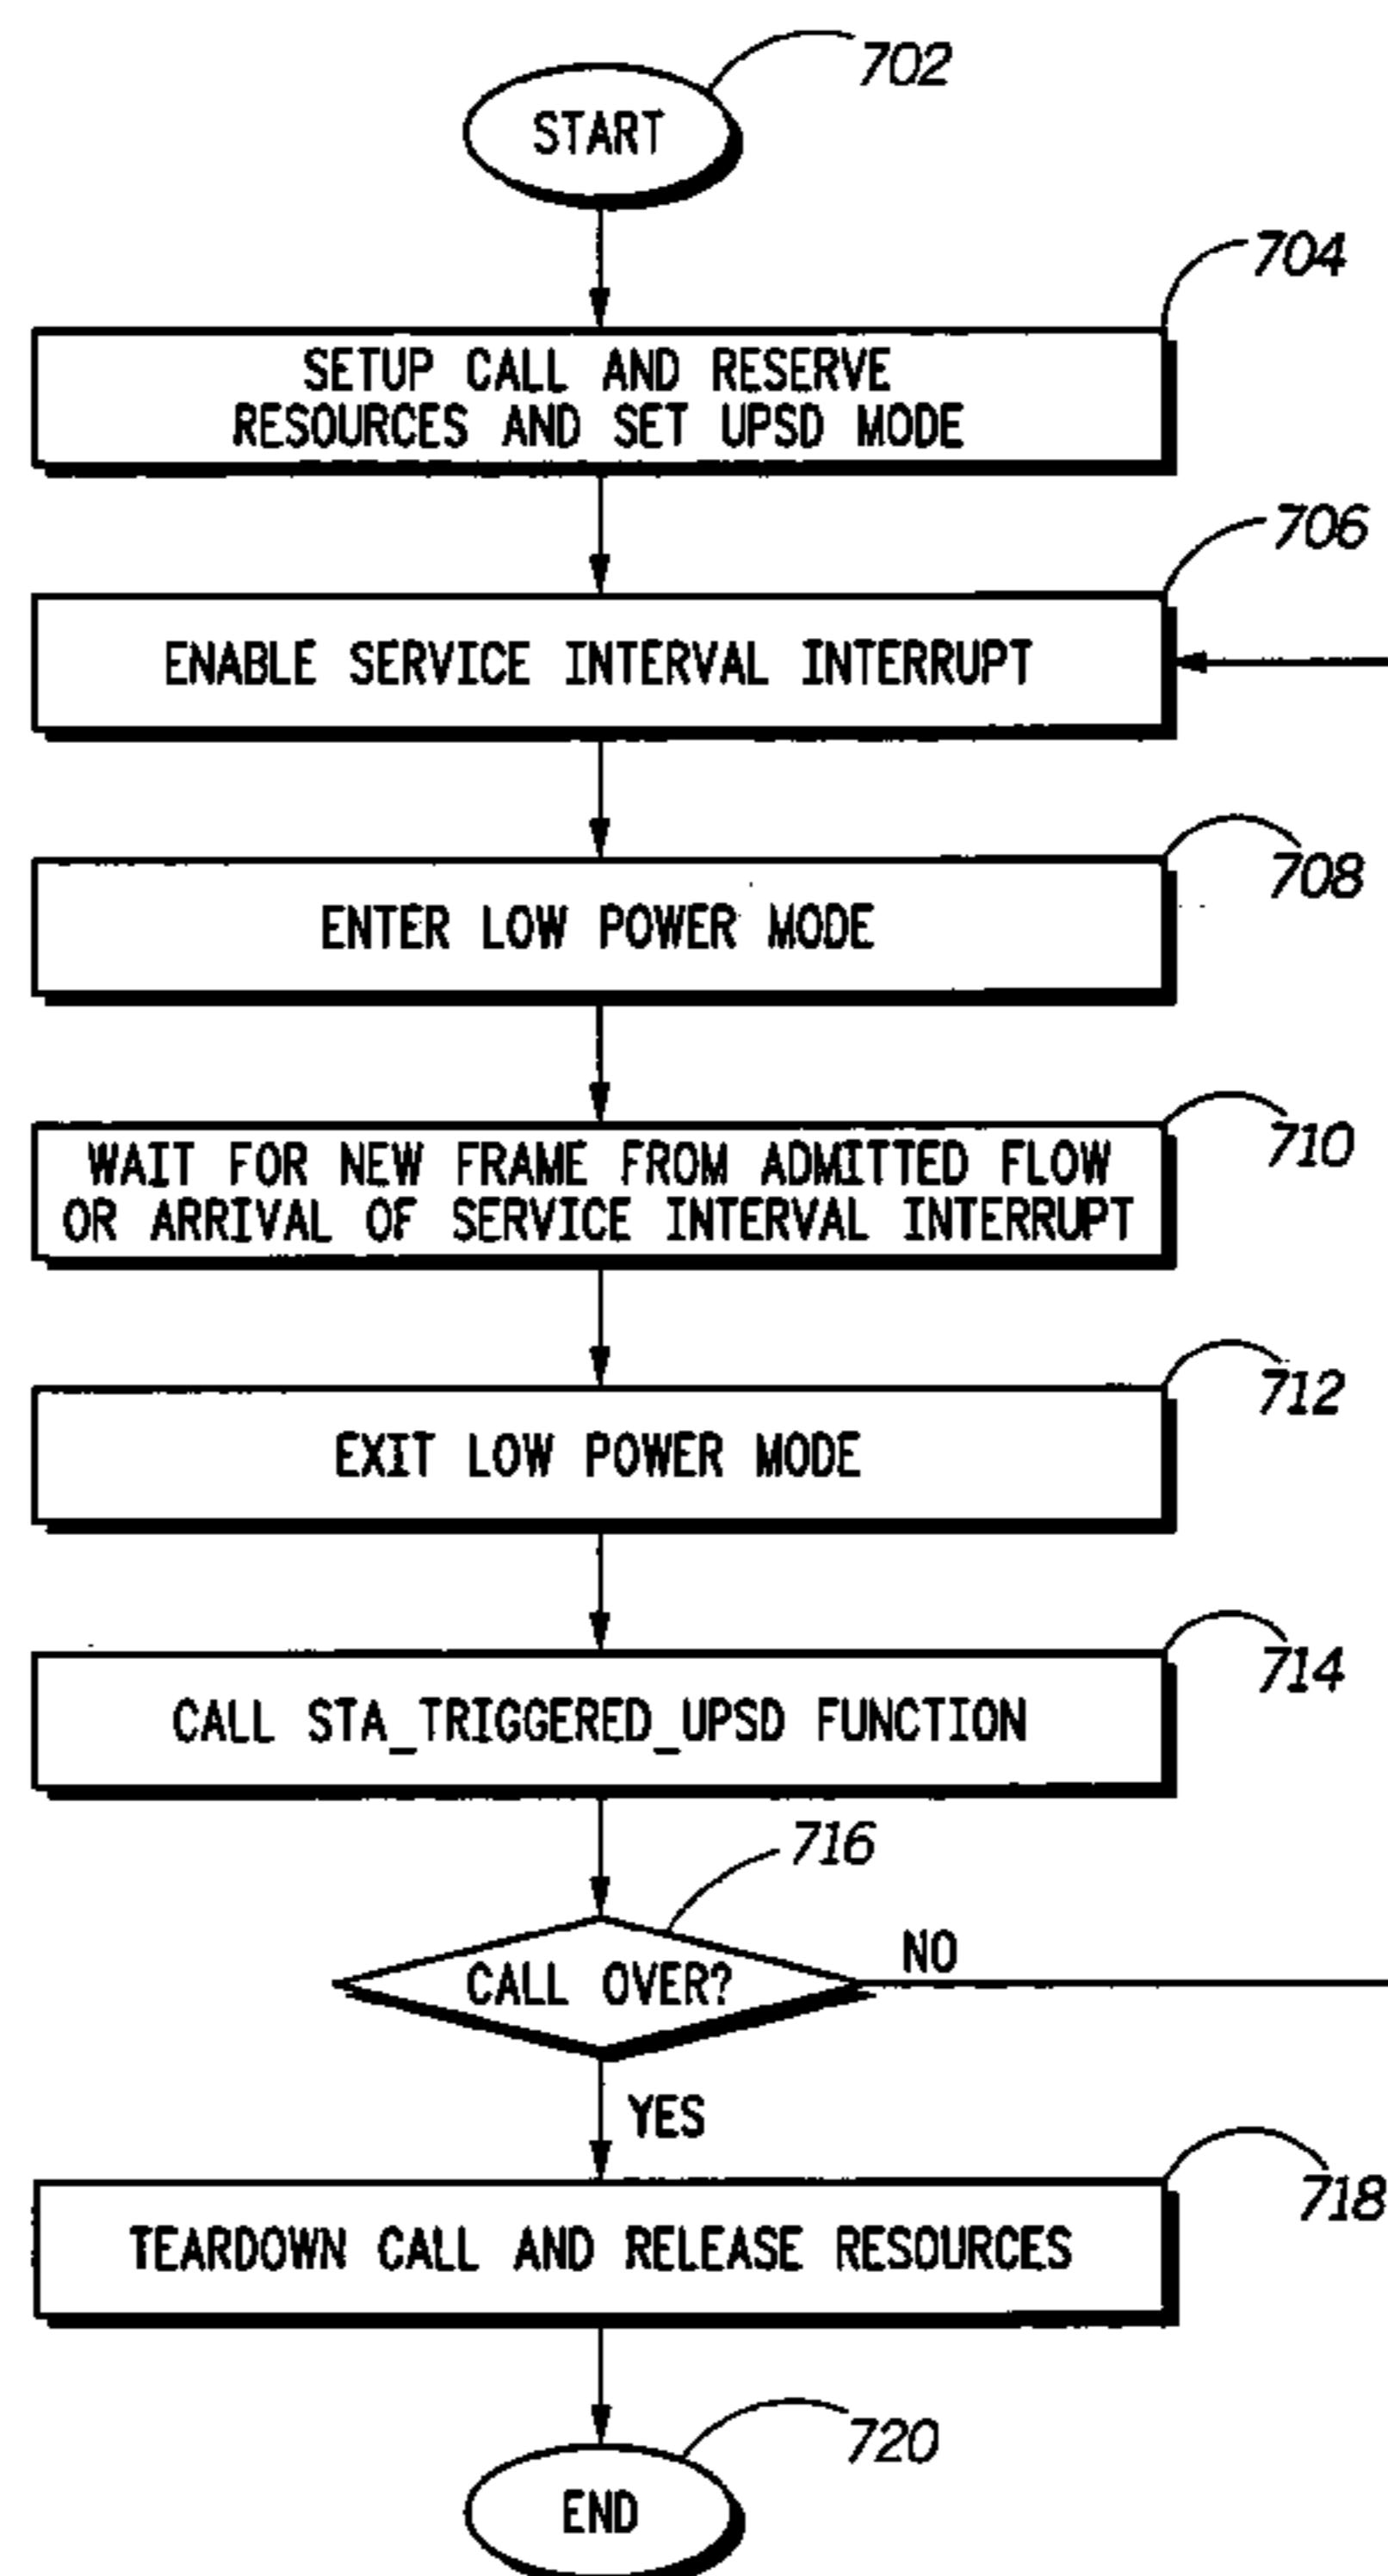 702
START
704
SETUP CALL AND RESERVE
RESOURCES AND SET UPSD MODE
706
ENABLE SERVICE INTERVAL INTERRUPT
708
ENTER LOW POWER MODE
710
WAIT FOR NEW FRAME FROM ADMITTED FLOW
OR ARRIVAL OF SERVICE INTERVAL INTERRUPT
712
EXIT LOW POWER MODE
714
CALL STA_TRIGGERED_UPSD FUNCTION
716
CALL OVER?
NO
YES
718
TEARDOWN CALL AND RELEASE RESOURCES
720
END